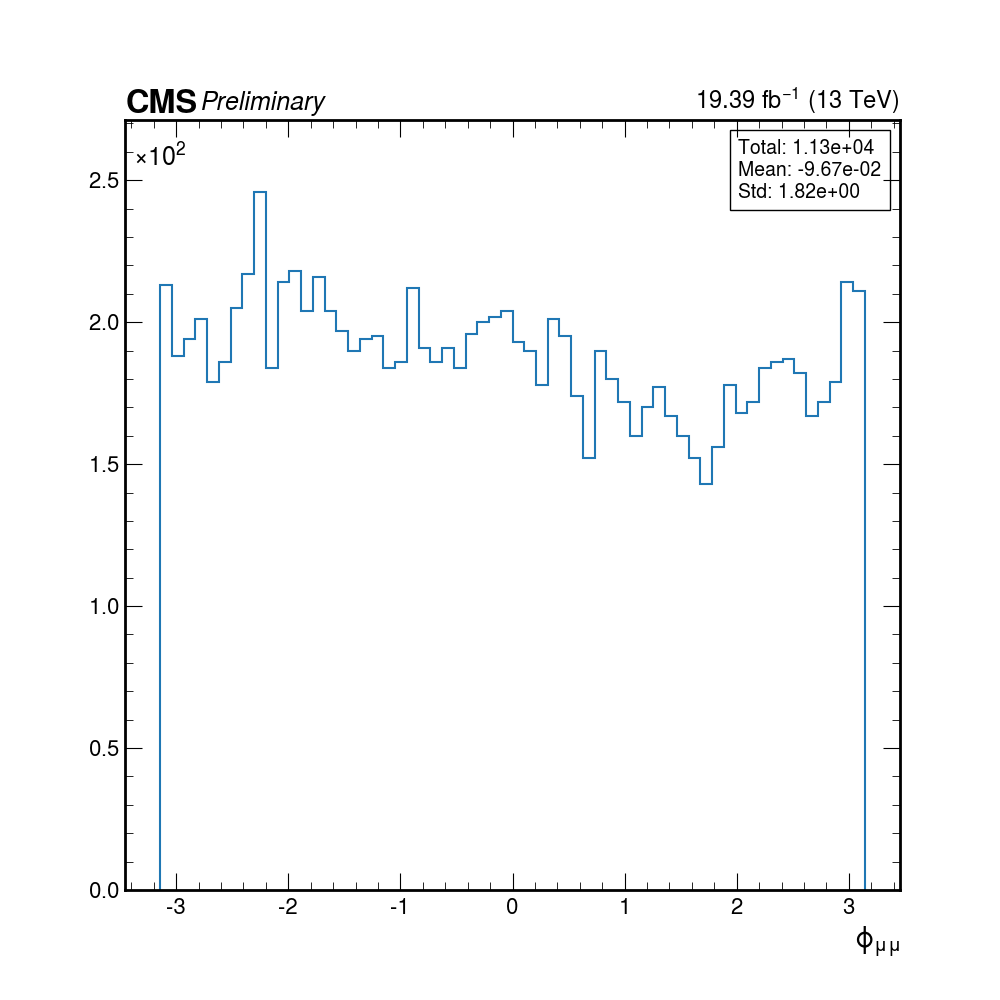 CMS Preliminary 19.39 fb⁻¹ (13 TeV)
×10²
Total: 1.13e+04
Mean: -9.67e-02
Std: 1.82e+00
2.5
2.0
1.5
1.0
0.5
0.0
-3 -2 -1 0 1 2 3
ϕμμ